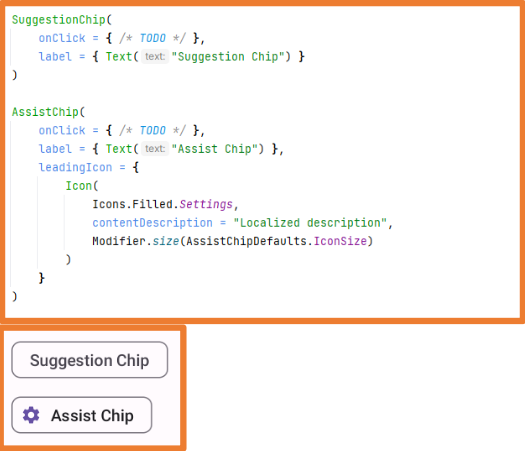 SuggestionChip(
onClick = { /* TODO */ },
label = { Text( text: "Suggestion Chip") }
)
AssistChip(
onClick = { /* TODO */ },
label = { Text( text: "Assist Chip") },
leadingIcon = {
Icon(
Icons.Filled.Settings,
contentDescription = "Localized description",
Modifier.size(AssistChipDefaults.IconSize)
)
}
)
Suggestion Chip
Assist Chip